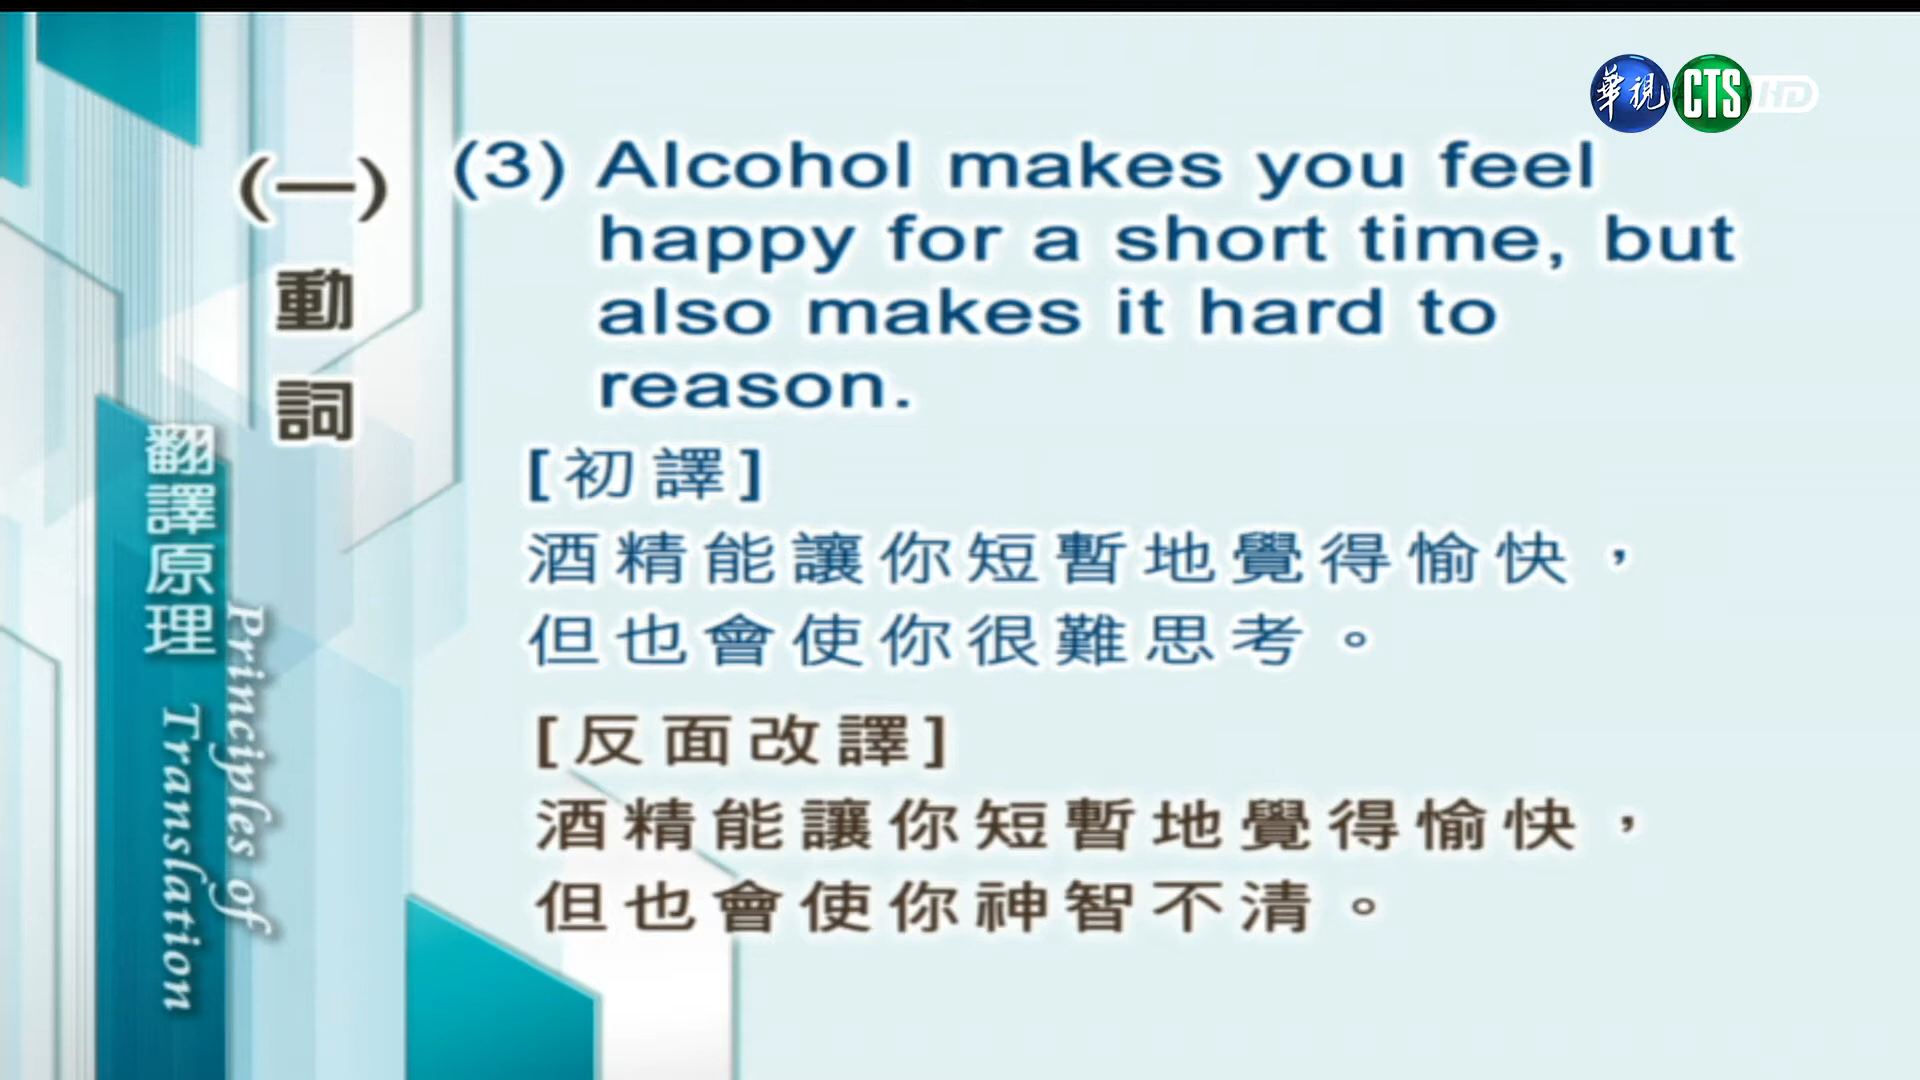 華視 CTS HD
(一)動詞
(3) Alcohol makes you feel
happy for a short time, but
also makes it hard to
reason.
[初譯]
酒精能讓你短暫地覺得愉快，
但也會使你很難思考。
[反面改譯]
酒精能讓你短暫地覺得愉快，
但也會使你神智不清。
翻譯原理
Principles of
Translation